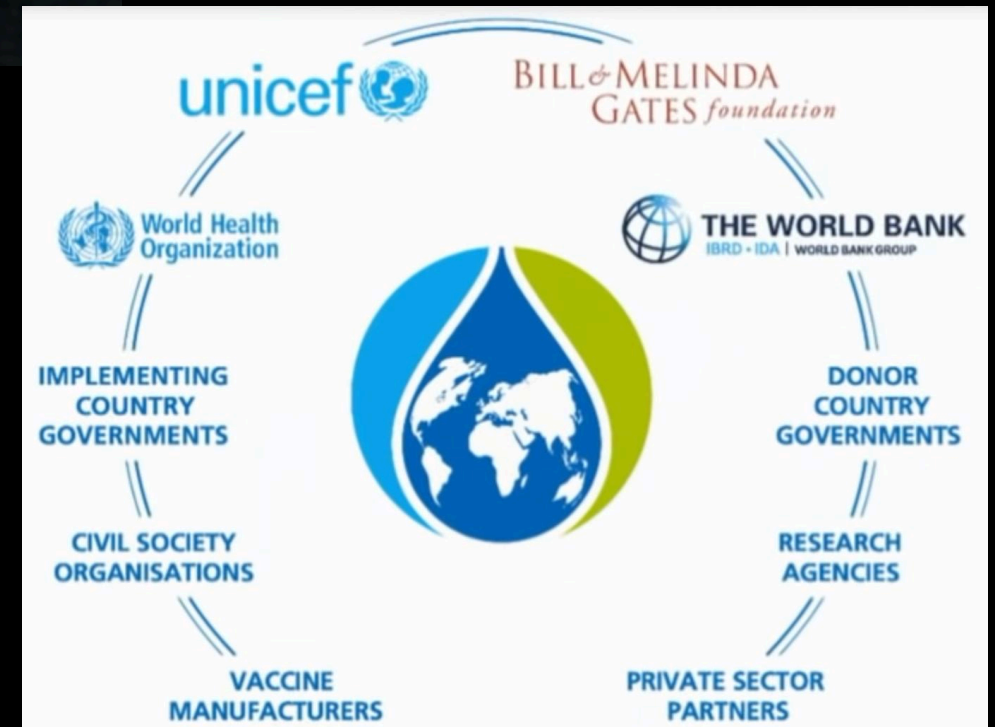 unicef
BILL & MELINDA
GATES foundation
World Health
Organization
THE WORLD BANK
IBRD • IDA | WORLD BANK GROUP
IMPLEMENTING
COUNTRY
GOVERNMENTS
DONOR
COUNTRY
GOVERNMENTS
CIVIL SOCIETY
ORGANISATIONS
RESEARCH
AGENCIES
VACCINE
MANUFACTURERS
PRIVATE SECTOR
PARTNERS